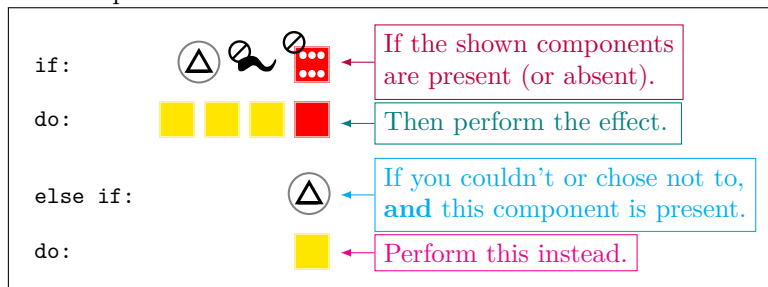 if:
If the shown components
are present (or absent).
do:
Then perform the effect.
else if:
If you couldn't or chose not to,
and this component is present.
do:
Perform this instead.